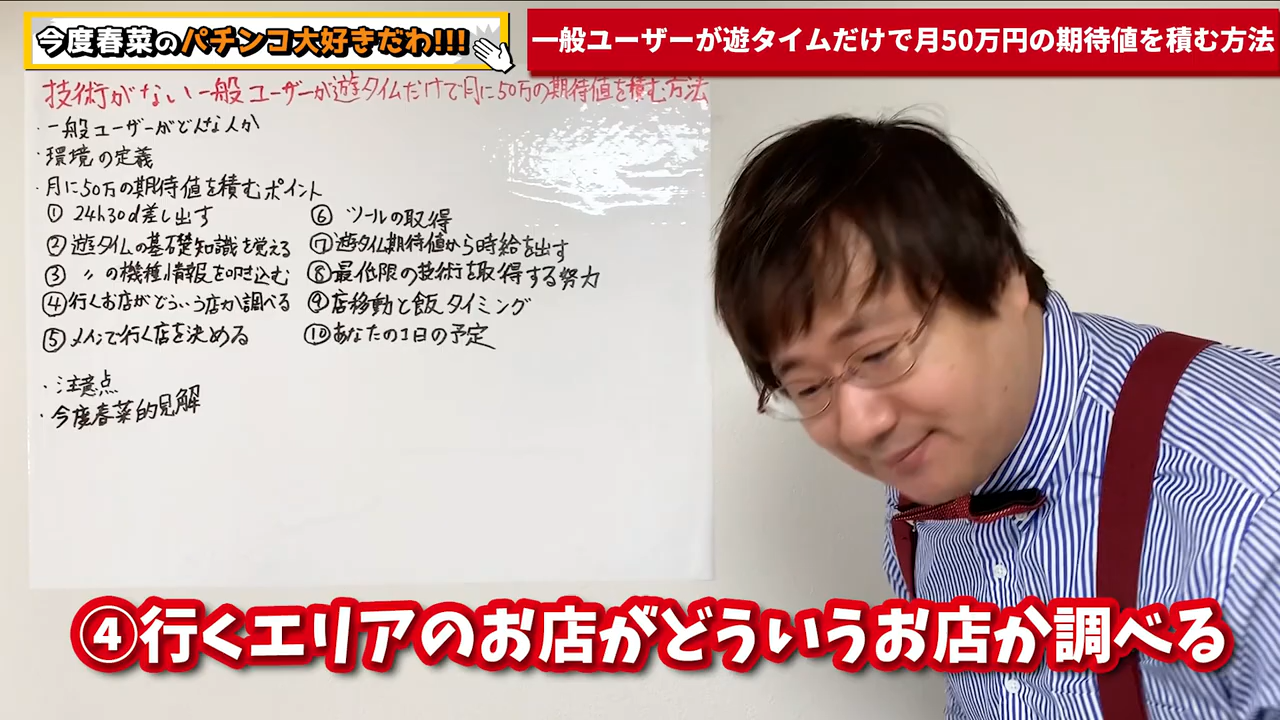 今度春菜のパチンコ大好きだわ!!!
一般ユーザーが遊タイムだけで月50万円の期待値を積む方法
技術がない一般ユーザーが遊タイムだけで月に50万の期待値を積む方法
・一般ユーザーがどんな人か
・環境の定義
・月に50万の期待値を積むポイント
① 24h30d差し出す
② 遊タイムの基礎知識を覚える
③ 〃の機種情報を叩き込む
④ 行くお店がどういう店か調べる
⑤ メインで行く店を決める
⑥ ツールの取得
⑦ 遊タイム期待値から時給を出す
⑧ 最低限の技術を取得する努力
⑨ 店移動と飯タイミング
⑩ あなたの1日の予定
・注意点
・今度春菜的見解
④行くエリアのお店がどういうお店か調べる